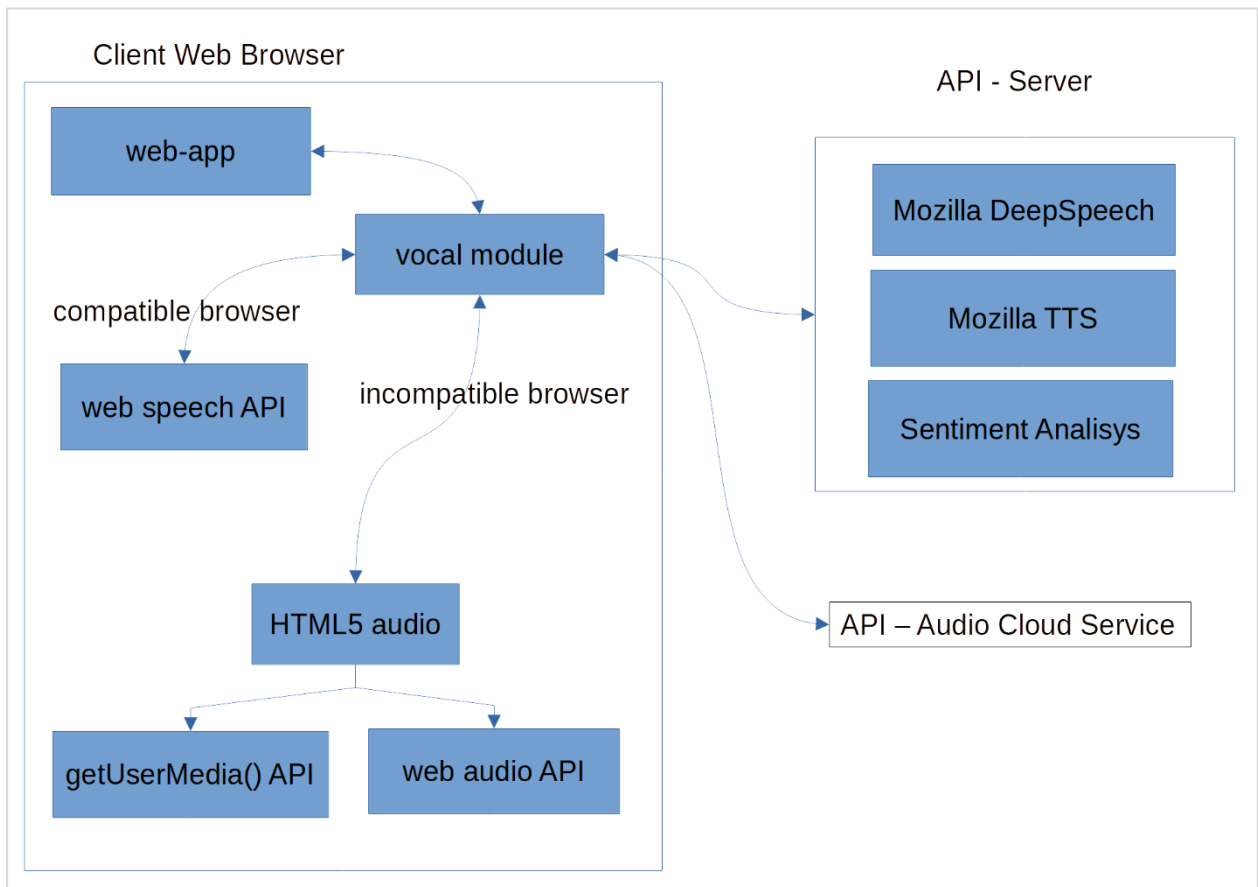 Client Web Browser
API - Server
web-app
Mozilla DeepSpeech
vocal module
compatible browser
Mozilla TTS
web speech API
incompatible browser
Sentiment Analisys
HTML5 audio
API – Audio Cloud Service
getUserMedia() API
web audio API